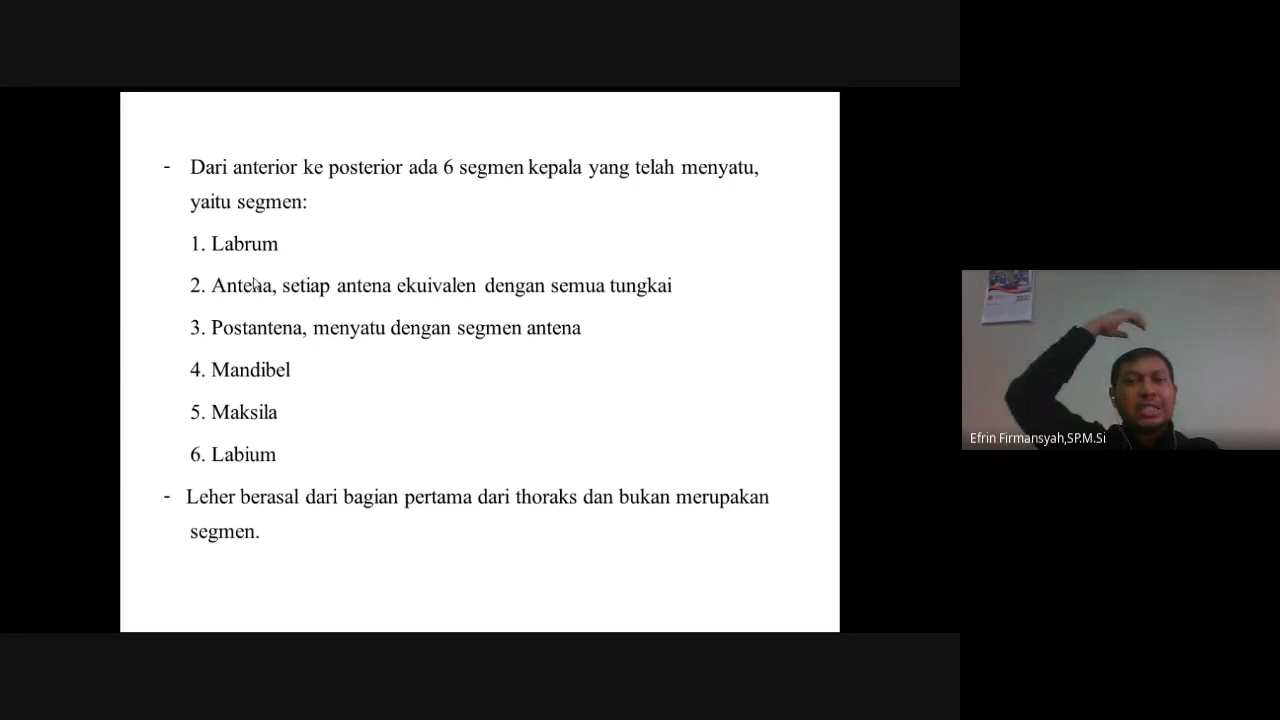 - Dari anterior ke posterior ada 6 segmen kepala yang telah menyatu,
yaitu segmen:
1. Labrum
2. Antena, setiap antena ekuivalen dengan semua tungkai
3. Postantena, menyatu dengan segmen antena
4. Mandibel
5. Maksila
6. Labium
- Leher berasal dari bagian pertama dari thoraks dan bukan merupakan
segmen.
Efrin Firmansyah,SP.M.Si